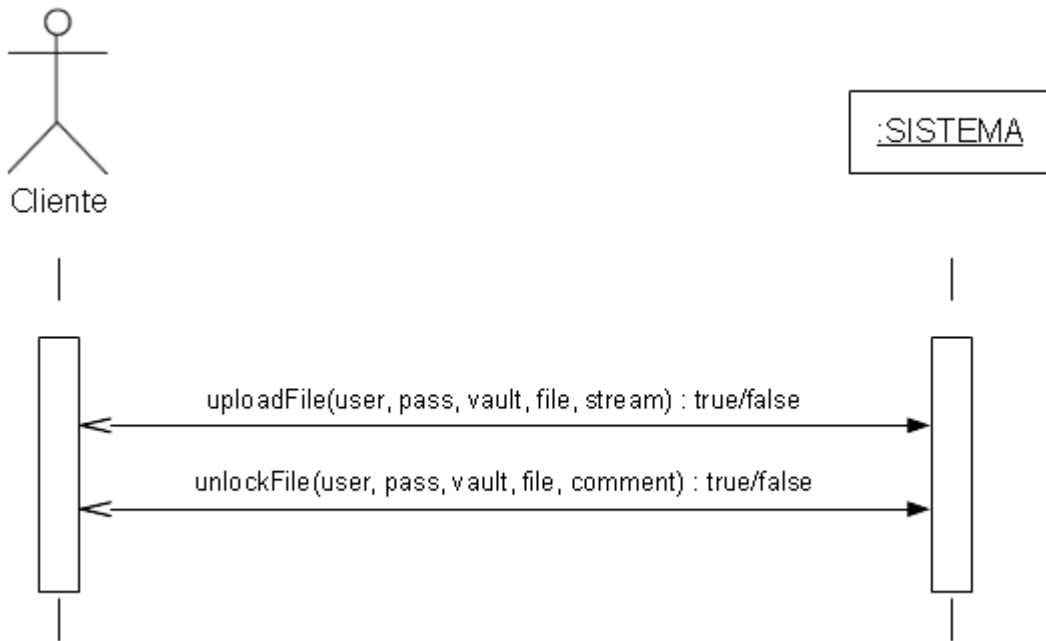 :SISTEMA
Cliente
uploadFile(user, pass, vault, file, stream) : true/false
unlockFile(user, pass, vault, file, comment) : true/false